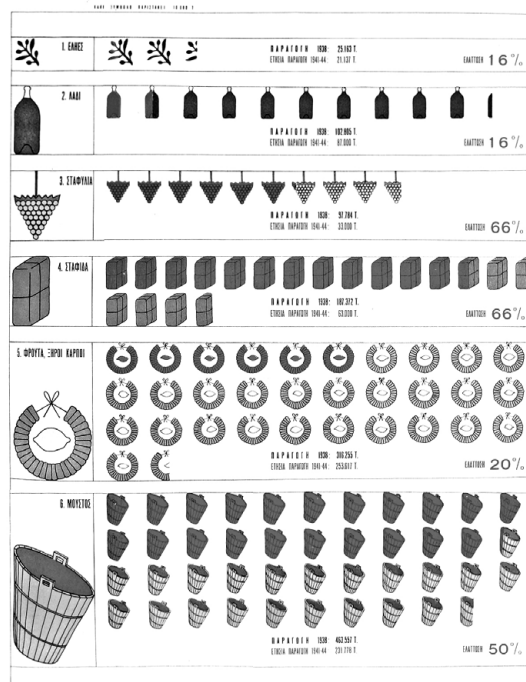 ΚΑΘΕ ΣΥΜΒΟΛΟ ΠΑΡΙΣΤΑΝΕΙ 10.000 Τ.
1. ΕΛΗΕΣ
ΠΑΡΑΓΩΓΗ 1938: 25.163 Τ.
ΕΤΗΣΙΑ ΠΑΡΑΓΩΓΗ 1941-44: 21.137 Τ.
ΕΛΑΤΤΩΣΗ 16%
2. ΛΑΔΙ
ΠΑΡΑΓΩΓΗ 1938: 102.985 Τ.
ΕΤΗΣΙΑ ΠΑΡΑΓΩΓΗ 1941-44: 87.000 Τ.
ΕΛΑΤΤΩΣΗ 16%
3. ΣΤΑΦΥΛΙΑ
ΠΑΡΑΓΩΓΗ 1938: 97.784 Τ.
ΕΤΗΣΙΑ ΠΑΡΑΓΩΓΗ 1941-44: 33.000 Τ.
ΕΛΑΤΤΩΣΗ 66%
4. ΣΤΑΦΙΔΑ
ΠΑΡΑΓΩΓΗ 1938: 187.372 Τ.
ΕΤΗΣΙΑ ΠΑΡΑΓΩΓΗ 1941-44: 63.000 Τ.
ΕΛΑΤΤΩΣΗ 66%
5. ΦΡΟΥΤΑ, ΞΗΡΟΙ ΚΑΡΠΟΙ
ΠΑΡΑΓΩΓΗ 1938: 316.255 Τ.
ΕΤΗΣΙΑ ΠΑΡΑΓΩΓΗ 1941-44: 253.017 Τ.
ΕΛΑΤΤΩΣΗ 20%
6. ΜΟΥΣΤΟΣ
ΠΑΡΑΓΩΓΗ 1938: 463.557 Τ.
ΕΤΗΣΙΑ ΠΑΡΑΓΩΓΗ 1941-44: 231.778 Τ.
ΕΛΑΤΤΩΣΗ 50%